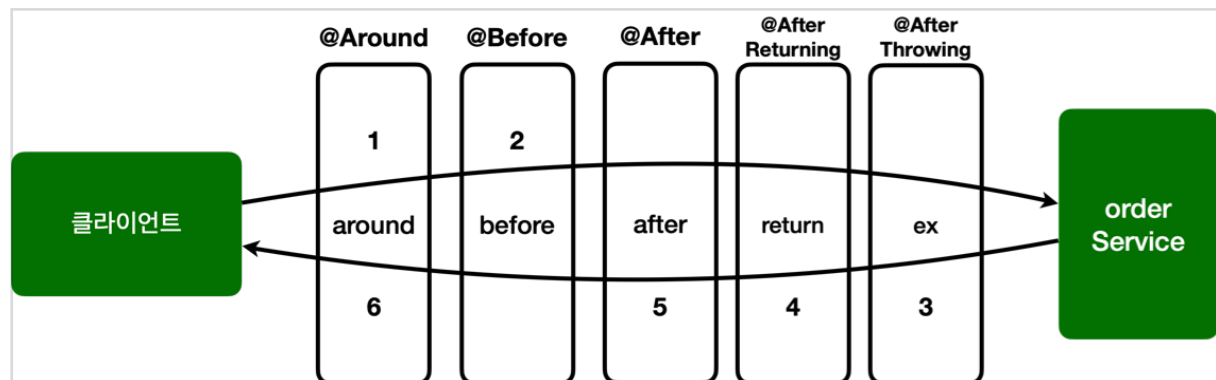 @Around
@Before
@After
@After
Returning
@After
Throwing
1
2
클라이언트
around
before
after
return
ex
order
Service
6
5
4
3